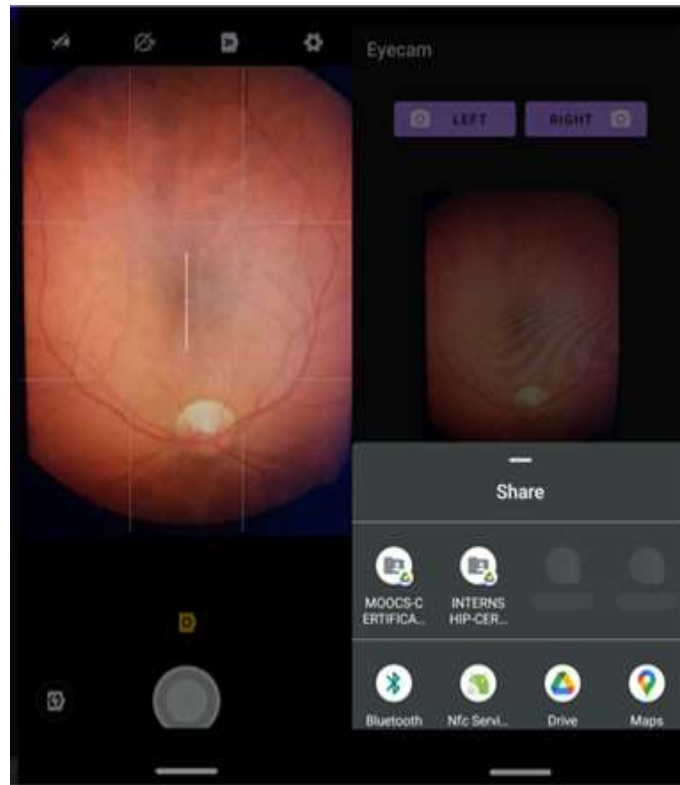 Eyecam
LEFT
RIGHT
Share
MOOCS-C
ERTIFICA...
INTERNS
HIP-CER...
Bluetooth
Nfc Servi...
Drive
Maps